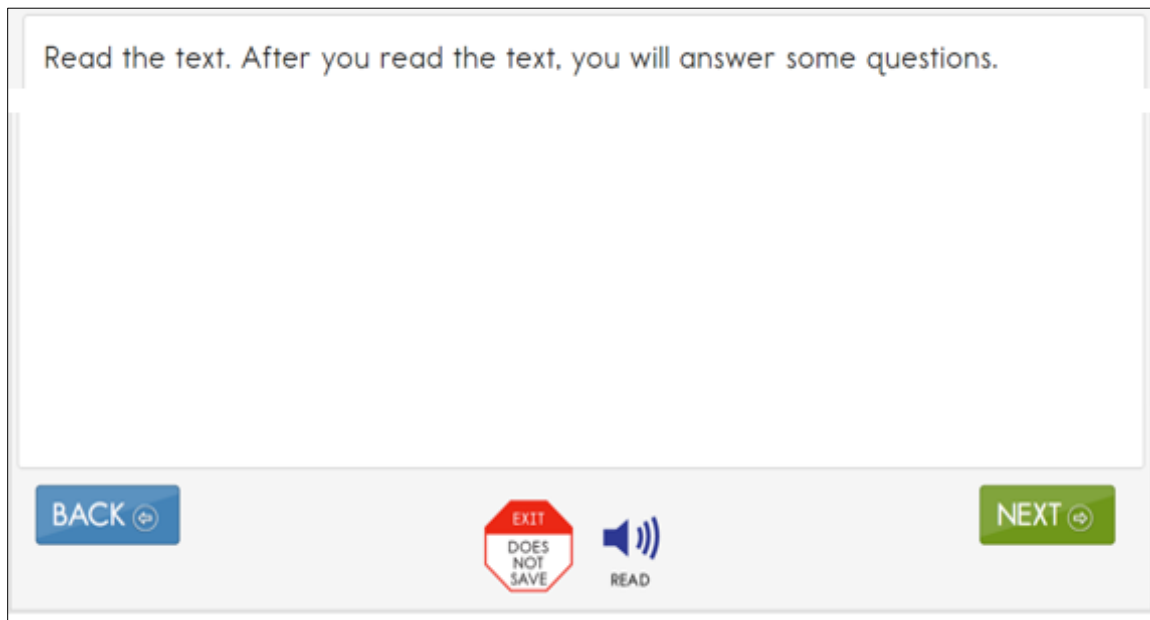 Read the text. After you read the text, you will answer some questions.
BACK
EXIT
DOES
NOT
SAVE
READ
NEXT